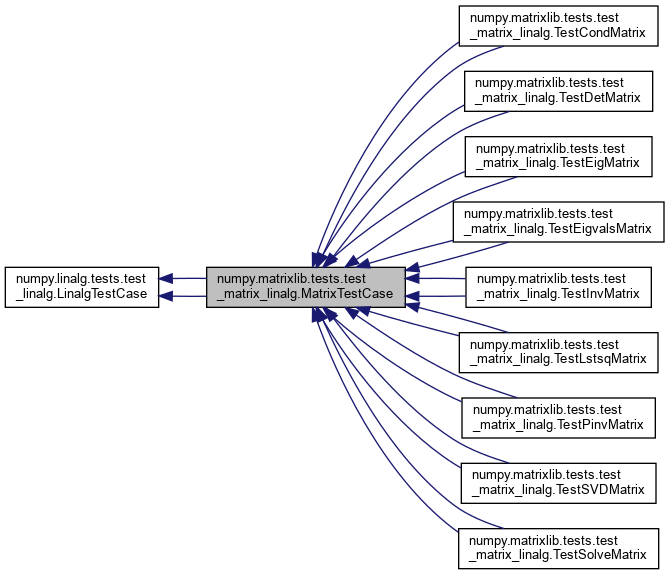 numpy.matrixlib.tests.test
_matrix_linalg.TestCondMatrix
numpy.matrixlib.tests.test
_matrix_linalg.TestDetMatrix
numpy.matrixlib.tests.test
_matrix_linalg.TestEigMatrix
numpy.matrixlib.tests.test
_matrix_linalg.TestEigvalsMatrix
numpy.linalg.tests.test
_linalg.LinalgTestCase
numpy.matrixlib.tests.test
_matrix_linalg.MatrixTestCase
numpy.matrixlib.tests.test
_matrix_linalg.TestInvMatrix
numpy.matrixlib.tests.test
_matrix_linalg.TestLstsqMatrix
numpy.matrixlib.tests.test
_matrix_linalg.TestPinvMatrix
numpy.matrixlib.tests.test
_matrix_linalg.TestSVDMatrix
numpy.matrixlib.tests.test
_matrix_linalg.TestSolveMatrix